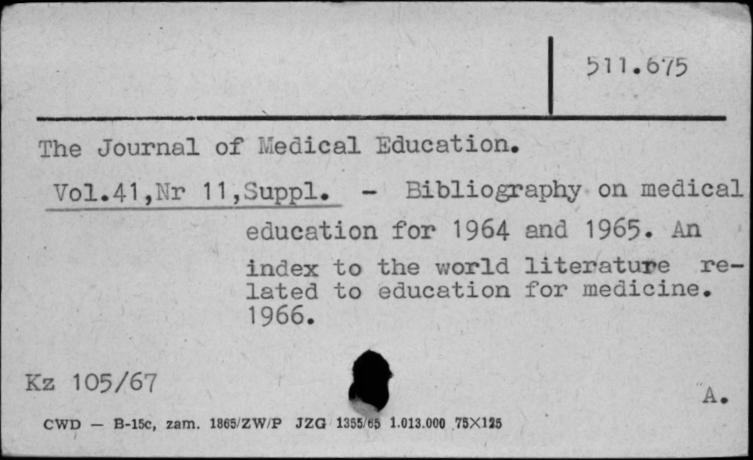 511.675
The Journal of Medical Education.
Vol.41,Nr 11,Suppl. - Bibliography on medical
education for 1964 and 1965. An
index to the world literature re-
lated to education for medicine.
1966.
Kz 105/67
A.
CWD — B-15c, zam. 1865/ZW/P JZG 1355/65 1.013.000 75×125